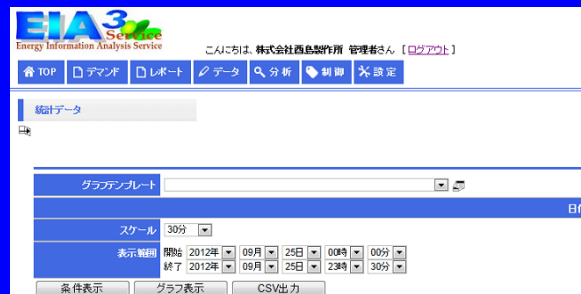 EIA3 Service
Energy Information Analysis Service
こんにちは、株式会社酉島製作所 管理者さん [ログアウト]
TOP デマンド レポート データ 分析 制御 設定
統計データ
グラフテンプレート
スケール 30分
表示範囲 開始 2012年 09月 25日 00時 00分
終了 2012年 09月 25日 23時 30分
条件表示 グラフ表示 CSV出力